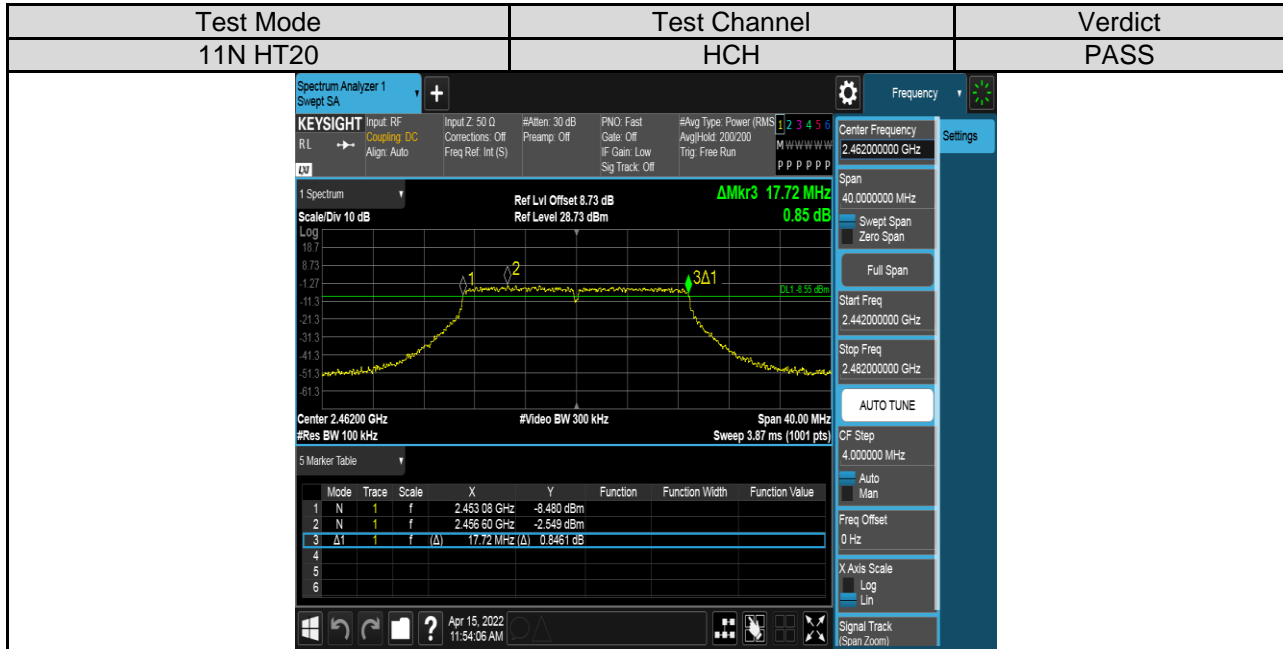 Test Mode Test Channel Verdict
11N HT20 HCH PASS
Spectrum Analyzer 1
Swept SA
+
Frequency
KEYSIGHT Input: RF Input Z: 50 Ω #Atten: 30 dB PNO: Fast #Avg Type: Power (RMS 1 2 3 4 5 6
RL Coupling: DC Corrections: Off Preamp: Off Gate: Off Avg|Hold: 200/200 M W W W W W
Align: Auto Freq Ref: Int (S) IF Gain: Low Trig: Free Run
LXI Sig Track: Off P P P P P P
1 Spectrum
Ref Lvl Offset 8.73 dB ΔMkr3 17.72 MHz
Scale/Div 10 dB Ref Level 28.73 dBm 0.85 dB
Log
18.7
8.73
-1.27
-11.3
-21.3
-31.3
-41.3
-51.3
-61.3
1
2
3Δ1
DL1 -8.55 dBm
Center 2.46200 GHz #Video BW 300 kHz Span 40.00 MHz
#Res BW 100 kHz Sweep 3.87 ms (1001 pts)
5 Marker Table
Mode Trace Scale X Y Function Function Width Function Value
1 N 1 f 2.453 08 GHz -8.480 dBm
2 N 1 f 2.456 60 GHz -2.549 dBm
3 Δ1 1 f (Δ) 17.72 MHz (Δ) 0.8461 dB
4
5
6
?
Apr 15, 2022
11:54:06 AM
Center Frequency
2.462000000 GHz
Settings
Span
40.0000000 MHz
Swept Span
Zero Span
Full Span
Start Freq
2.442000000 GHz
Stop Freq
2.482000000 GHz
AUTO TUNE
CF Step
4.000000 MHz
Auto
Man
Freq Offset
0 Hz
X Axis Scale
Log
Lin
Signal Track
(Span Zoom)